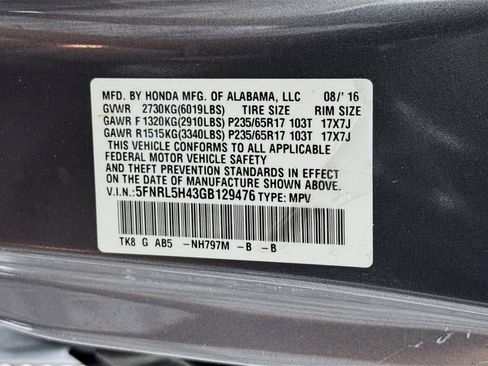 MFD. BY HONDA MFG. OF ALABAMA, LLC 08/'16
GVWR 2730KG(6019LBS) TIRE SIZE RIM SIZE
GAWR F 1320KG(2910LBS) P235/65R17 103T 17X7J
GAWR R1515KG(3340LBS) P235/65R17 103T 17X7J
THIS VEHICLE CONFORMS TO ALL APPLICABLE
FEDERAL MOTOR VEHICLE SAFETY
AND THEFT PREVENTION STANDARDS IN EFFECT
ON THE DATE OF MANUFACTURE SHOWN ABOVE.
V.I.N: 5FNRL5H43GB129476 TYPE: MPV
TK8 G AB5 -NH797M -B -B